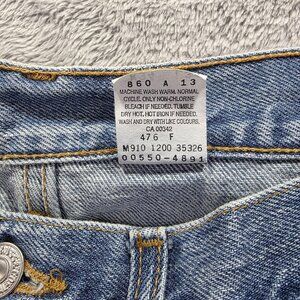 860 A 13
MACHINE WASH WARM, NORMAL
CYCLE. ONLY NON-CHLORINE
BLEACH IF NEEDED. TUMBLE
DRY HOT. HOT IRON IF NEEDED.
WASH AND DRY WITH LIKE COLOURS.
CA 00342
476 F
M910 1200 35326
00550-4891